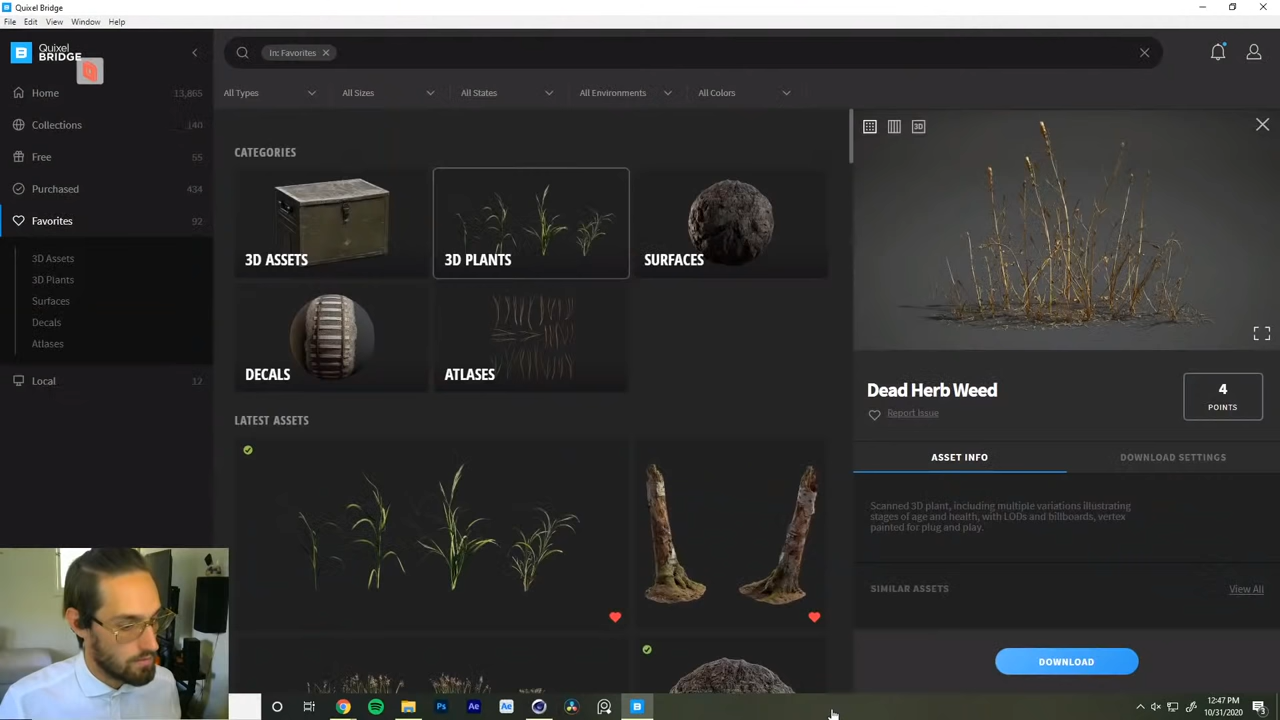 Quixel Bridge
File Edit View Window Help
Quixel
BRIDGE
In: Favorites
Home 13,865
Collections 140
Free 55
Purchased 434
Favorites 92
3D Assets
3D Plants
Surfaces
Decals
Atlases
Local 12
All Types All Sizes All States All Environments All Colors
CATEGORIES
3D ASSETS
3D PLANTS
SURFACES
DECALS
ATLASES
LATEST ASSETS
3D
Dead Herb Weed
Report Issue
4
POINTS
ASSET INFO DOWNLOAD SETTINGS
Scanned 3D plant, including multiple variations illustrating
stages of age and health, with LODs and billboards, vertex
painted for plug and play.
SIMILAR ASSETS View All
DOWNLOAD
Ps Ae Ae
12:47 PM
10/31/2020
3